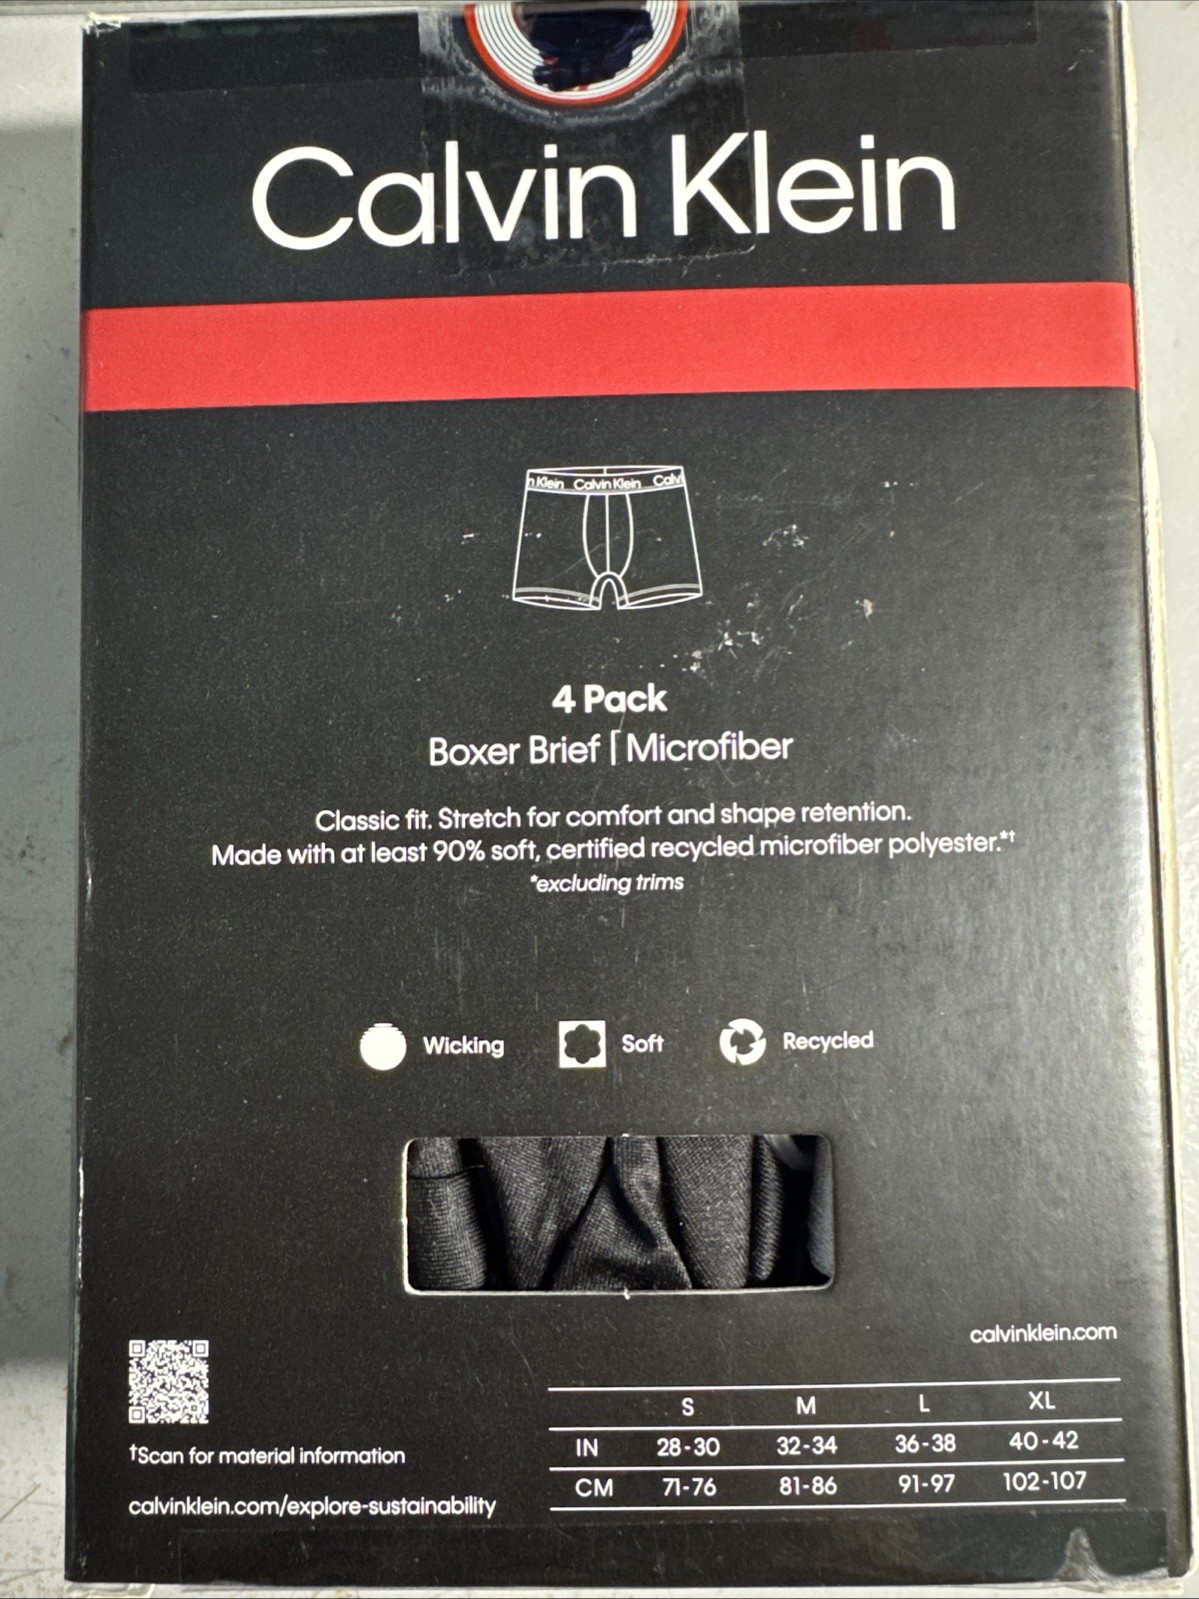 Calvin Klein
n Klein Calvin Klein Calvi
4 Pack
Boxer Brief | Microfiber
Classic fit. Stretch for comfort and shape retention.
Made with at least 90% soft, certified recycled microfiber polyester.*†
*excluding trims
Wicking Soft Recycled
calvinklein.com
S M L XL
IN 28-30 32-34 36-38 40-42
CM 71-76 81-86 91-97 102-107
†Scan for material information
calvinklein.com/explore-sustainability